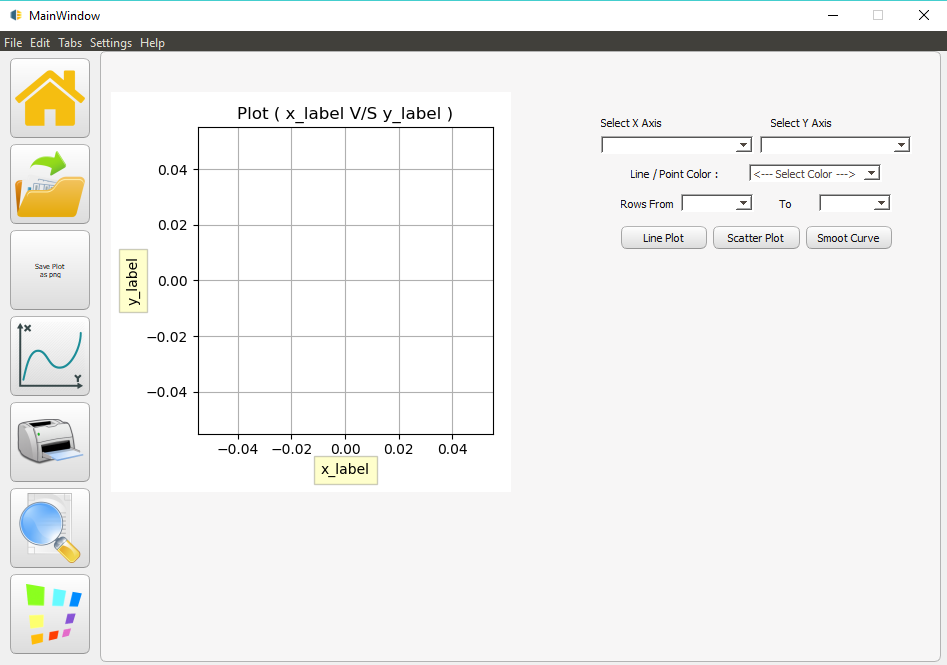 MainWindow
File Edit Tabs Settings Help
Save Plot
as png
X
Y
Plot ( x_label V/S y_label )
0.04
0.02
0.00
−0.02
−0.04
y_label
−0.04 −0.02 0.00 0.02 0.04
x_label
Select X Axis Select Y Axis
Line / Point Color : <--- Select Color --->
Rows From To
Line Plot Scatter Plot Smoot Curve